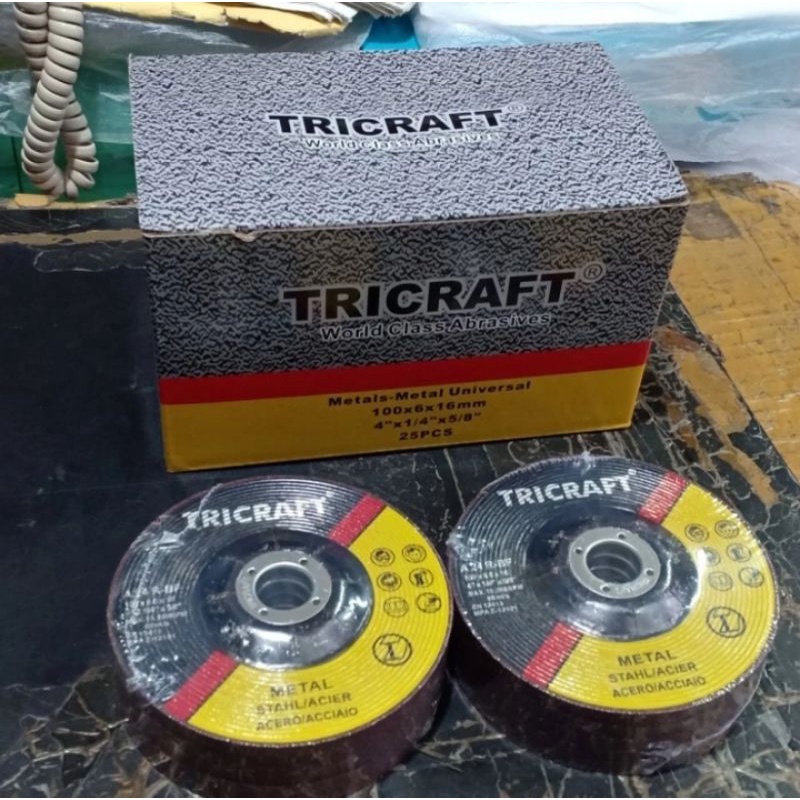 TRICRAFT®
World Class Abrasives
TRICRAFT®
World Class Abrasives
Metals-Metal Universal
100x6x16mm
4"x1/4"x5/8"
25PCS
TRICRAFT
METAL
STAHL/ACIER
ACERO/ACCIAIO
TRICRAFT
METAL
STAHL/ACIER
ACERO/ACCIAIO